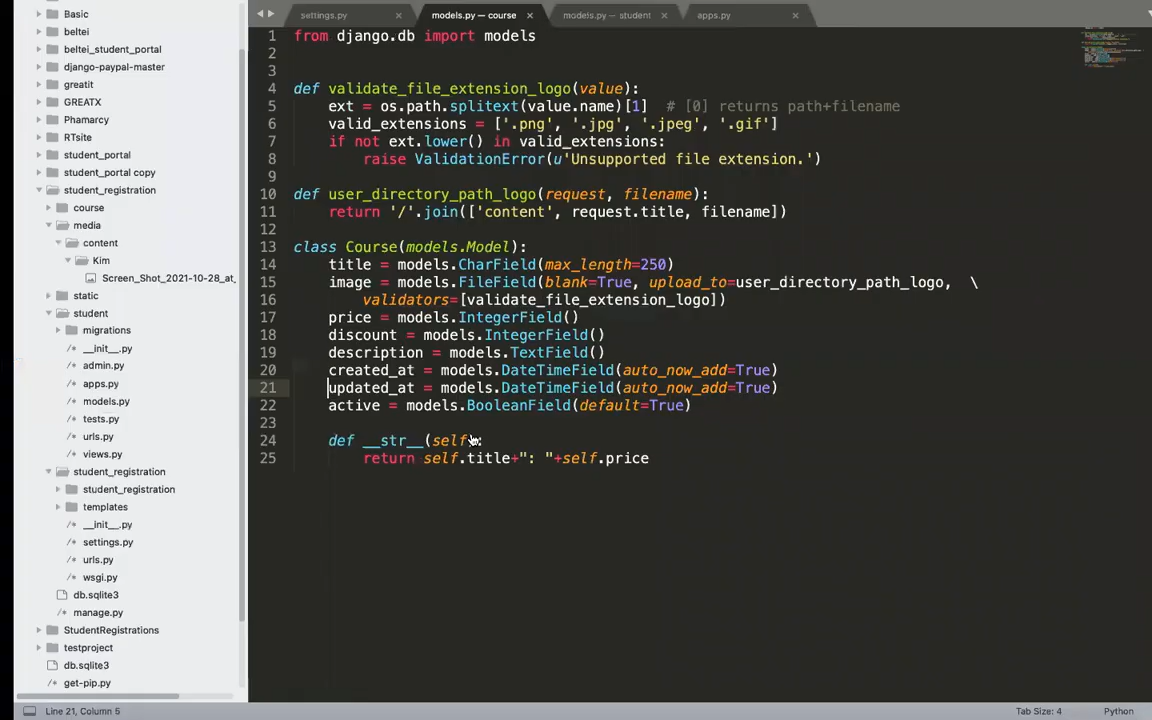 Basic
beltei
beltei_student_portal
django-paypal-master
greatit
GREATX
Phamarcy
RTsite
student_portal
student_portal copy
student_registration
course
media
content
Kim
Screen_Shot_2021-10-28_at_
static
student
migrations
__init__.py
admin.py
apps.py
models.py
tests.py
urls.py
views.py
student_registration
student_registration
templates
__init__.py
settings.py
urls.py
wsgi.py
db.sqlite3
manage.py
StudentRegistrations
testproject
db.sqlite3
get-pip.py
settings.py × models.py — course × models.py — student × apps.py ×
1 from django.db import models
2
3
4 def validate_file_extension_logo(value):
5 ext = os.path.splitext(value.name)[1] # [0] returns path+filename
6 valid_extensions = ['.png', '.jpg', '.jpeg', '.gif']
7 if not ext.lower() in valid_extensions:
8 raise ValidationError(u'Unsupported file extension.')
9
10 def user_directory_path_logo(request, filename):
11 return '/'.join(['content', request.title, filename])
12
13 class Course(models.Model):
14 title = models.CharField(max_length=250)
15 image = models.FileField(blank=True, upload_to=user_directory_path_logo, \
16 validators=[validate_file_extension_logo])
17 price = models.IntegerField()
18 discount = models.IntegerField()
19 description = models.TextField()
20 created_at = models.DateTimeField(auto_now_add=True)
21 updated_at = models.DateTimeField(auto_now_add=True)
22 active = models.BooleanField(default=True)
23
24 def __str__(self):
25 return self.title+": "+self.price
Line 21, Column 5 Tab Size: 4 Python